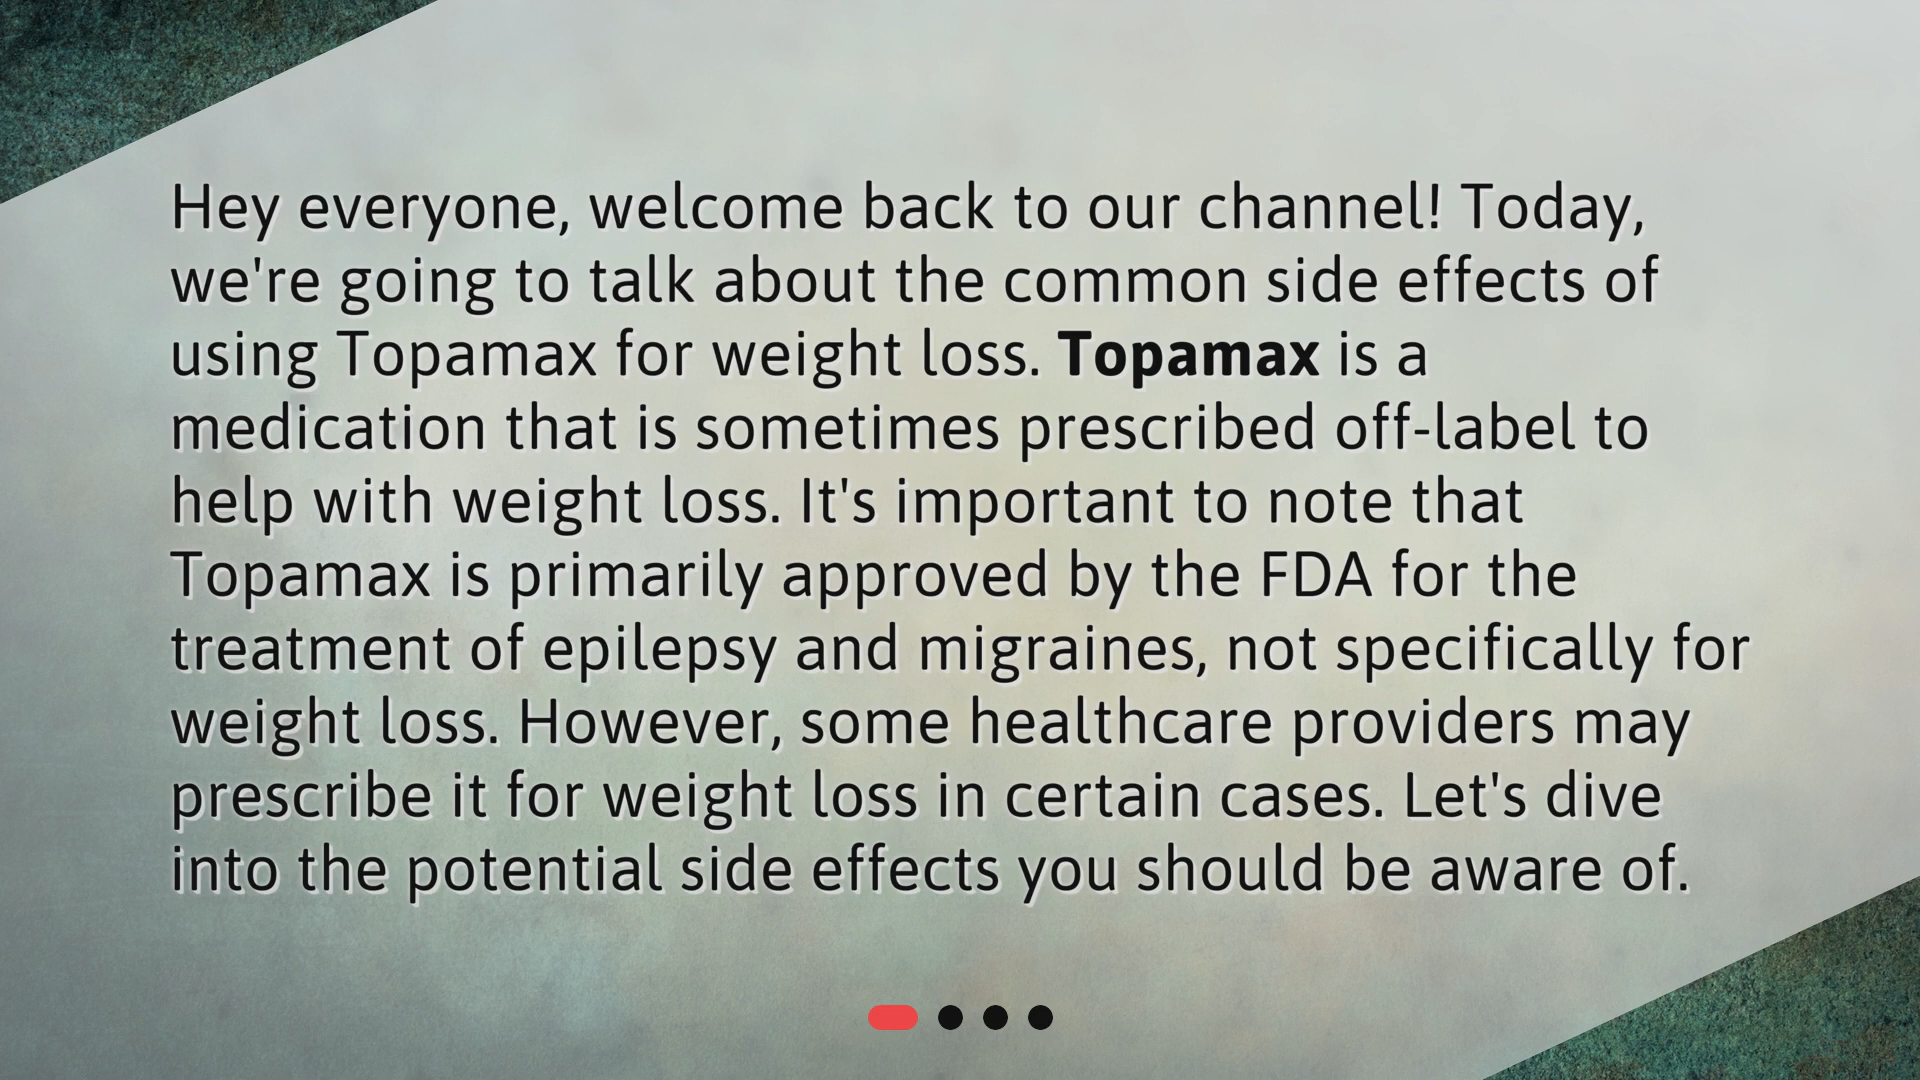 Hey everyone, welcome back to our channel! Today,
we're going to talk about the common side effects of
using Topamax for weight loss. Topamax is a
medication that is sometimes prescribed off-label to
help with weight loss. It's important to note that
Topamax is primarily approved by the FDA for the
treatment of epilepsy and migraines, not specifically for
weight loss. However, some healthcare providers may
prescribe it for weight loss in certain cases. Let's dive
into the potential side effects you should be aware of.